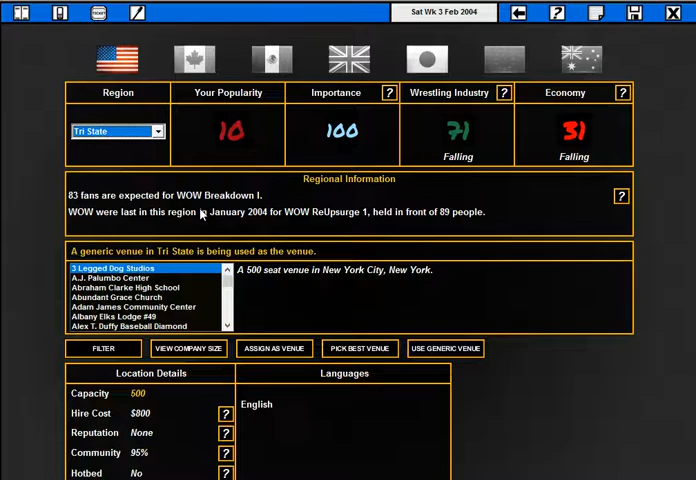 TICKET
Sat Wk 3 Feb 2004
?
Region
Your Popularity
Importance
?
Wrestling Industry
?
Economy
?
Tri State
10
100
71
31
Falling
Falling
Regional Information
83 fans are expected for WOW Breakdown I.
?
WOW were last in this region in January 2004 for WOW ReUpsurge 1, held in front of 89 people.
A generic venue in Tri State is being used as the venue.
3 Legged Dog Studios
A.J. Palumbo Center
Abraham Clarke High School
Abundant Grace Church
Adam James Community Center
Albany Elks Lodge #49
Alex T. Duffy Baseball Diamond
A 500 seat venue in New York City, New York.
FILTER
VIEW COMPANY SIZE
ASSIGN AS VENUE
PICK BEST VENUE
USE GENERIC VENUE
Location Details
Languages
Capacity 500
English
Hire Cost $800 ?
Reputation None ?
Community 95% ?
Hotbed No ?